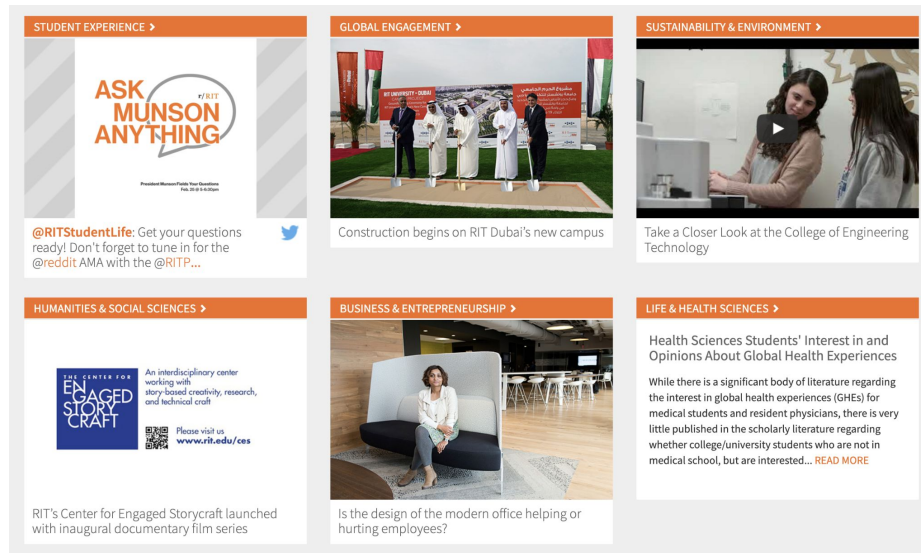 STUDENT EXPERIENCE >
ASK
r/RIT
MUNSON
ANYTHING
President Munson Fields Your Questions
Feb. 20 @ 5-6:00pm
@RITStudentLife: Get your questions
ready! Don't forget to tune in for the
@reddit AMA with the @RITP...
GLOBAL ENGAGEMENT >
RIT UNIVERSITY - DUBAI
Construction begins on RIT Dubai's new campus
SUSTAINABILITY & ENVIRONMENT >
Take a Closer Look at the College of Engineering
Technology
HUMANITIES & SOCIAL SCIENCES >
THE CENTER FOR
ENGAGED
STORY
CRAFT
An interdisciplinary center
working with
story-based creativity, research,
and technical craft
Please visit us
www.rit.edu/ces
RIT's Center for Engaged Storycraft launched
with inaugural documentary film series
BUSINESS & ENTREPRENEURSHIP >
Is the design of the modern office helping or
hurting employees?
LIFE & HEALTH SCIENCES >
Health Sciences Students' Interest in and
Opinions About Global Health Experiences
While there is a significant body of literature regarding
the interest in global health experiences (GHEs) for
medical students and resident physicians, there is very
little published in the scholarly literature regarding
whether college/university students who are not in
medical school, but are interested... READ MORE